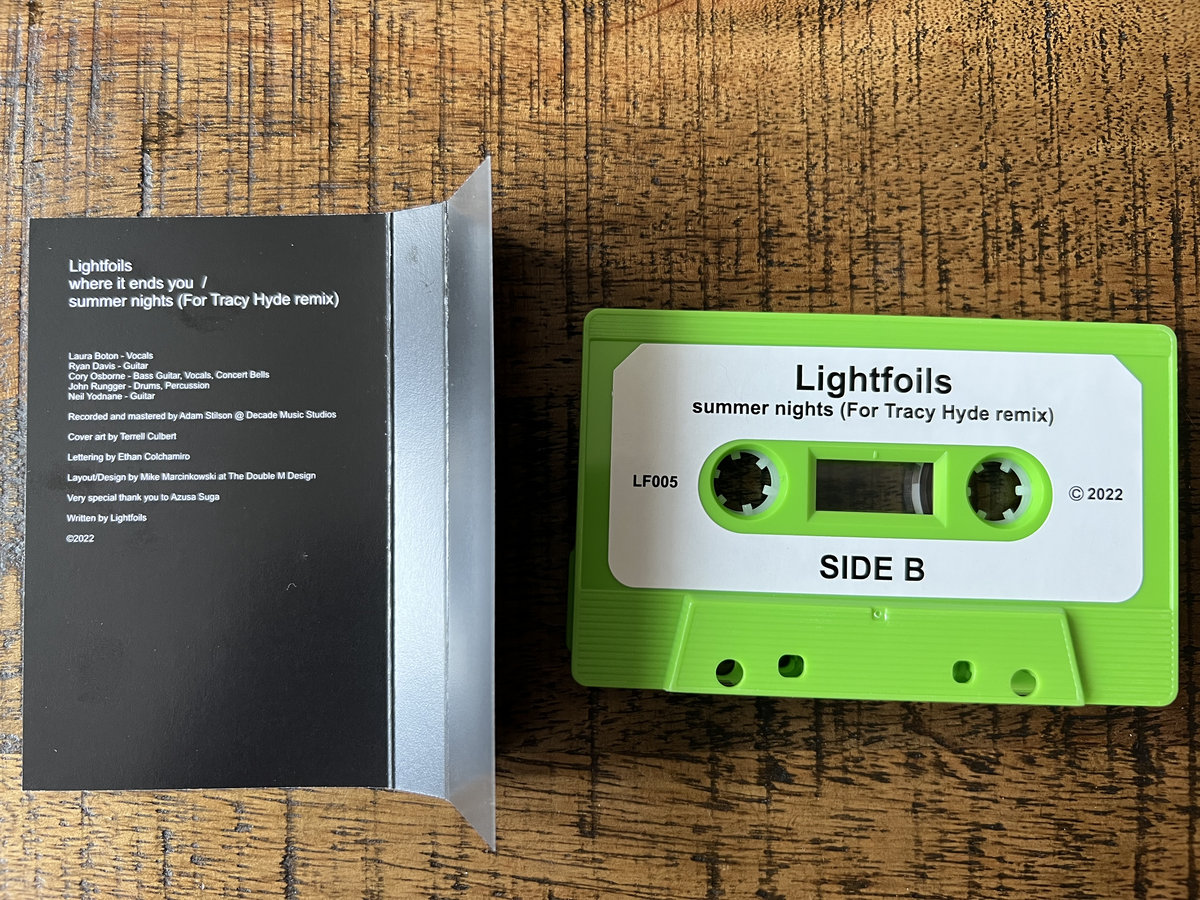 Lightfoils
where it ends you /
summer nights (For Tracy Hyde remix)
Laura Boton - Vocals
Ryan Davis - Guitar
Cory Osborne - Bass Guitar, Vocals, Concert Bells
John Rungger - Drums, Percussion
Neil Yodnane - Guitar
Recorded and mastered by Adam Stilson @ Decade Music Studios
Cover art by Terrell Culbert
Lettering by Ethan Colchamiro
Layout/Design by Mike Marcinkowski at The Double M Design
Very special thank you to Azusa Suga
Written by Lightfoils
©2022
Lightfoils
summer nights (For Tracy Hyde remix)
LF005
© 2022
SIDE B